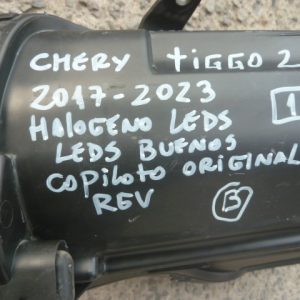 CHERY TIGGO 2
2017-2023 1
HALOGENO LEDS
LEDS BUENOS
COPILOTO ORIGINAL
REV B